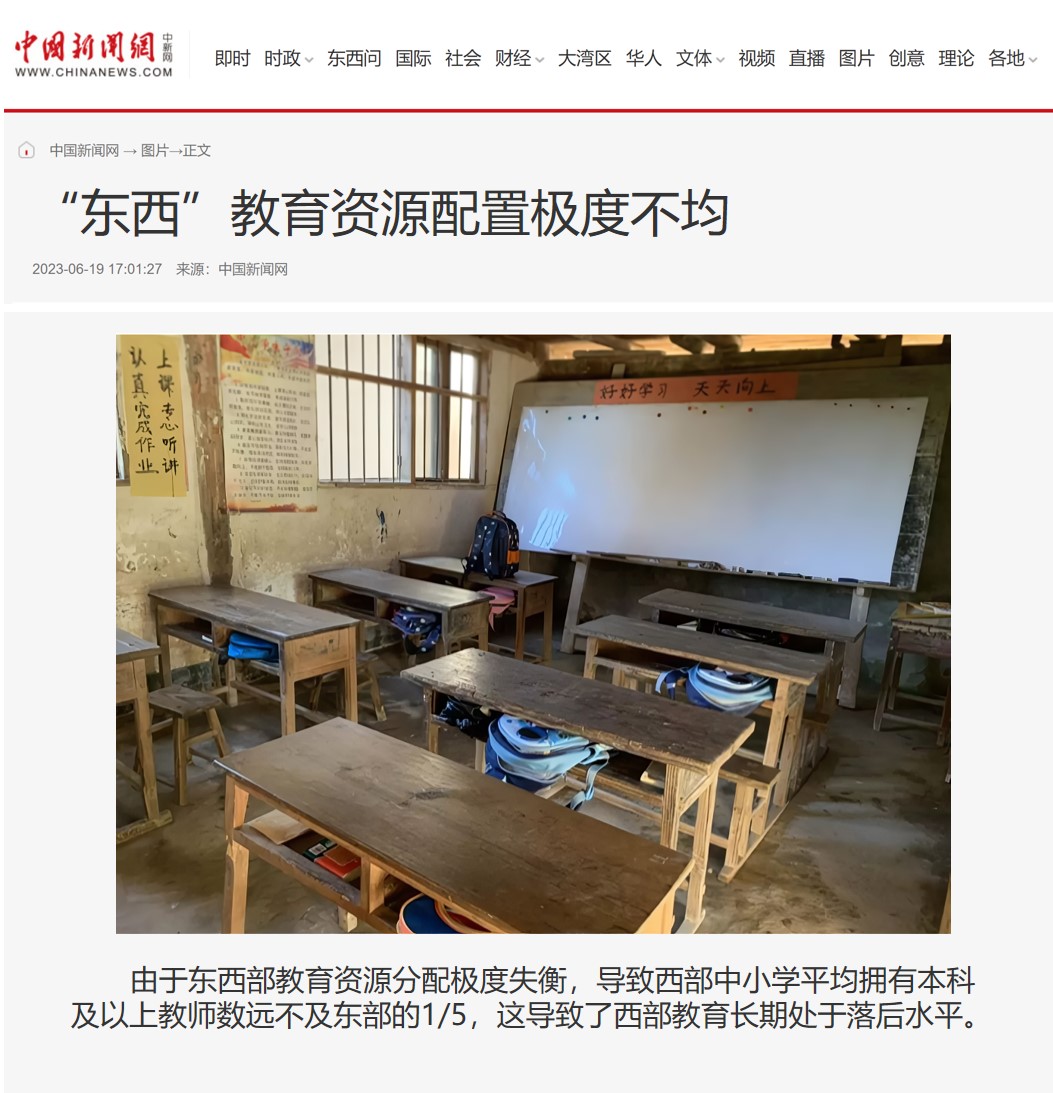 中國新聞網
中新网
WWW.CHINANEWS.COM
即时 时政 东西问 国际 社会 财经 大湾区 华人 文体 视频 直播 图片 创意 理论 各地
中国新闻网 → 图片→正文
“东西”教育资源配置极度不均
2023-06-19 17:01:27 来源：中国新闻网
上课专心听讲
认真完成作业
好好学习 天天向上
由于东西部教育资源分配极度失衡，导致西部中小学平均拥有本科
及以上教师数远不及东部的1/5，这导致了西部教育长期处于落后水平。